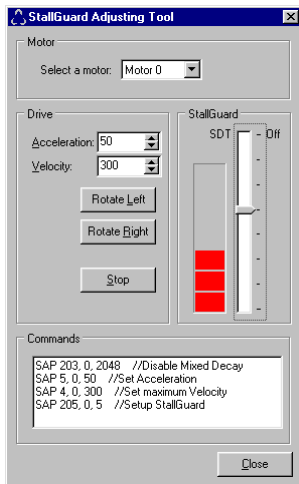 StallGuard Adjusting Tool
Motor
Select a motor: Motor 0
Drive
Acceleration: 50
Velocity: 300
Rotate Left
Rotate Right
Stop
StallGuard
SDT - Off
Commands
SAP 203, 0, 2048 //Disable Mixed Decay
SAP 5, 0, 50 //Set Acceleration
SAP 4, 0, 300 //Set maximum Velocity
SAP 205, 0, 5 //Setup StallGuard
Close